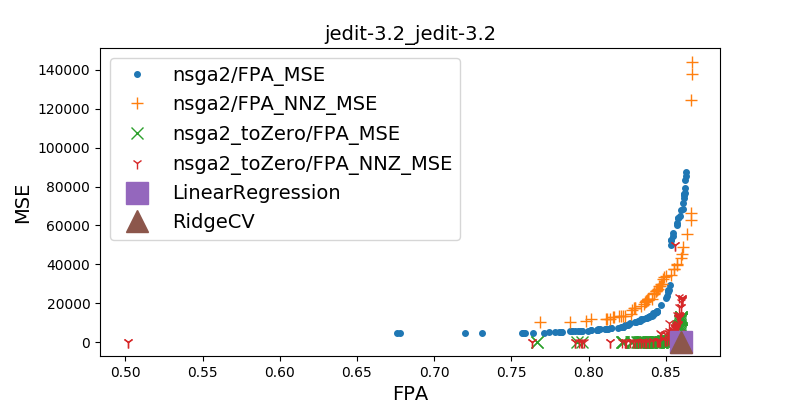 jedit-3.2_jedit-3.2
nsga2/FPA_MSE
nsga2/FPA_NNZ_MSE
nsga2_toZero/FPA_MSE
nsga2_toZero/FPA_NNZ_MSE
LinearRegression
RidgeCV
MSE
140000
120000
100000
80000
60000
40000
20000
0
0.50 0.55 0.60 0.65 0.70 0.75 0.80 0.85
FPA